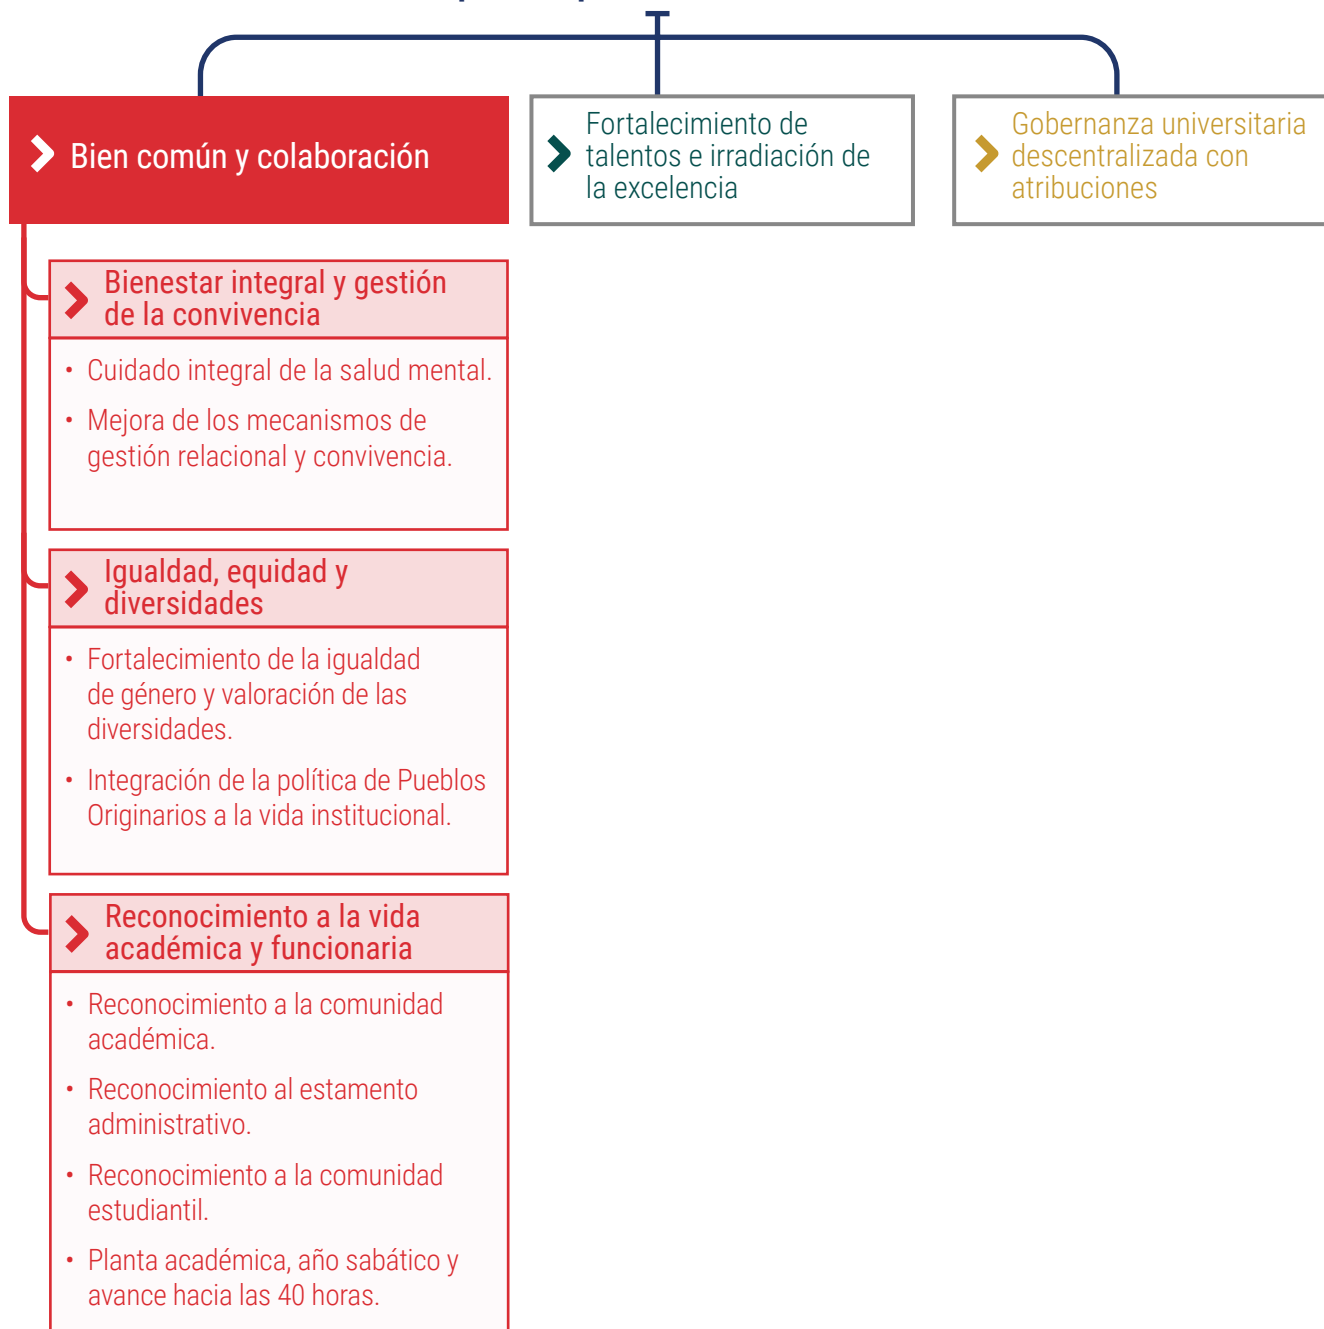 Bien común y colaboración
Fortalecimiento de
talentos e irradiación de
la excelencia
Gobernanza universitaria
descentralizada con
atribuciones
Bienestar integral y gestión
de la convivencia
• Cuidado integral de la salud mental.
• Mejora de los mecanismos de
gestión relacional y convivencia.
Igualdad, equidad y
diversidades
• Fortalecimiento de la igualdad
de género y valoración de las
diversidades.
• Integración de la política de Pueblos
Originarios a la vida institucional.
Reconocimiento a la vida
académica y funcionaria
• Reconocimiento a la comunidad
académica.
• Reconocimiento al estamento
administrativo.
• Reconocimiento a la comunidad
estudiantil.
• Planta académica, año sabático y
avance hacia las 40 horas.